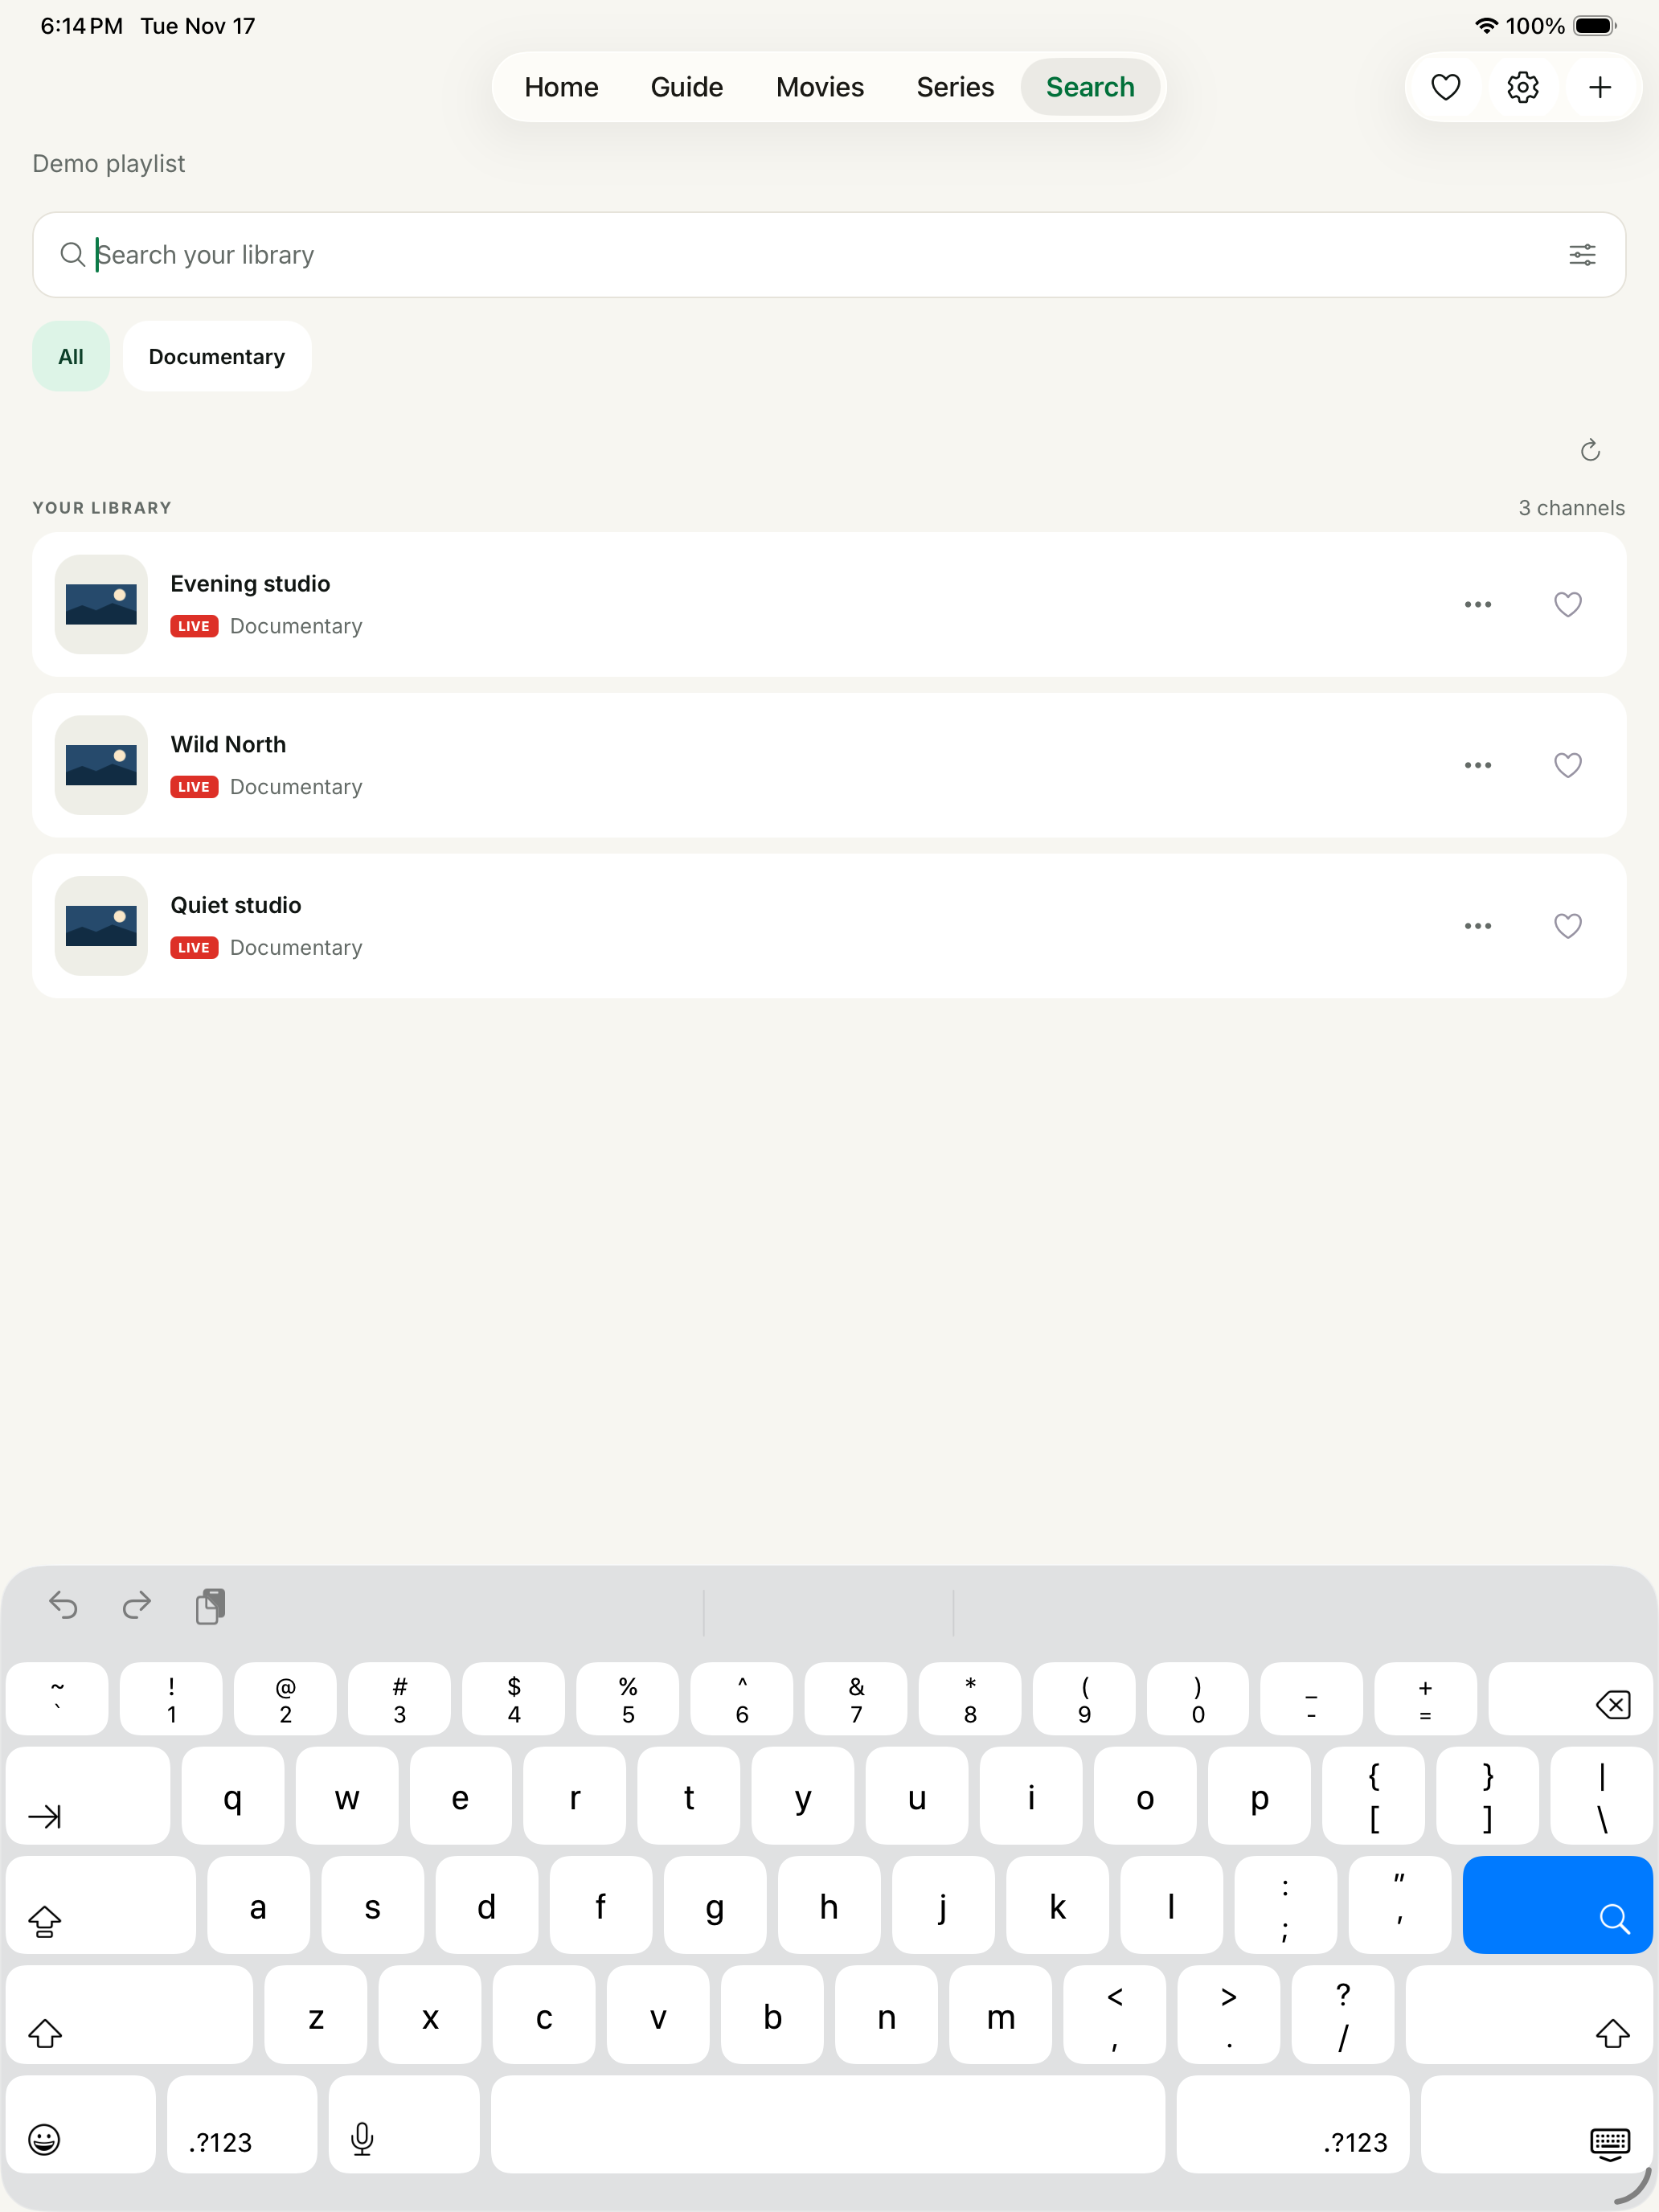 6:14 PM Tue Nov 17 100%
Home Guide Movies Series Search
Demo playlist
Search your library
All Documentary
YOUR LIBRARY 3 channels
Evening studio
LIVE Documentary
Wild North
LIVE Documentary
Quiet studio
LIVE Documentary
~ ! @ # $ % ^ & * ( ) _ +
` 1 2 3 4 5 6 7 8 9 0 - =
q w e r t y u i o p { } |
[ ] \
a s d f g h j k l : "
; '
z x c v b n m < > ?
, . /
.?123 .?123